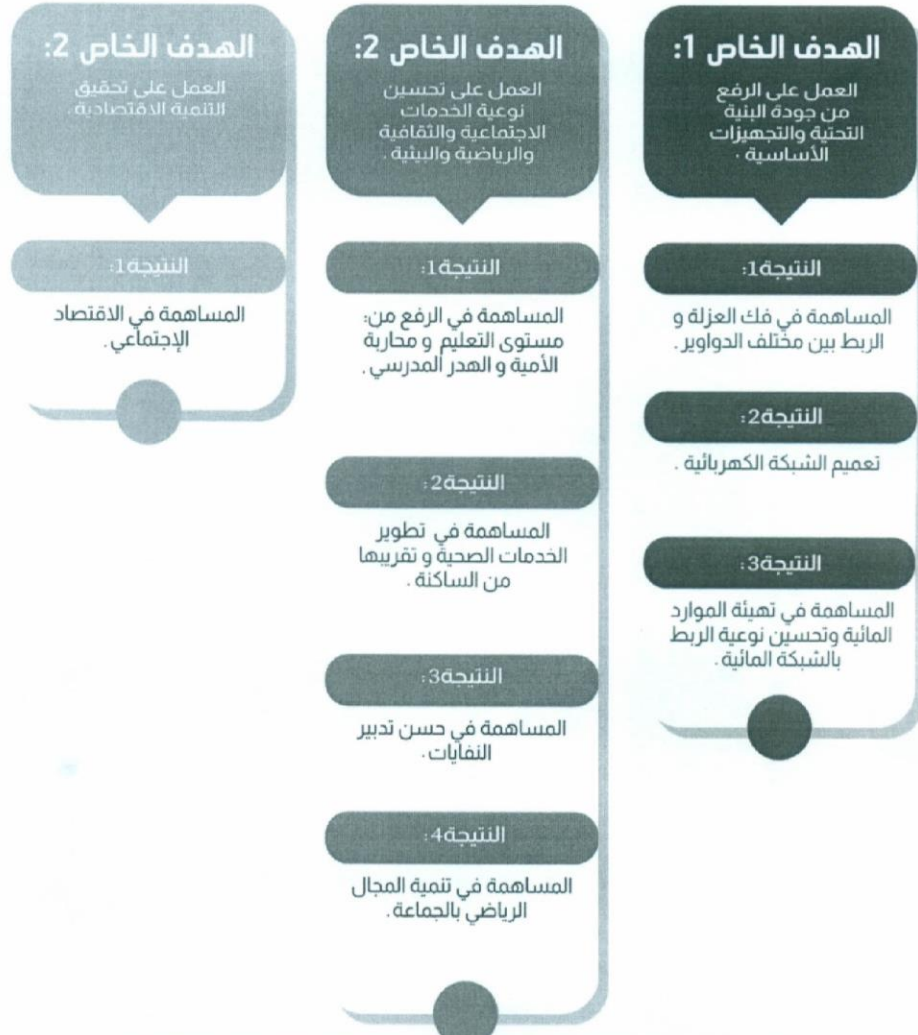 الهدف الخاص 1:
العمل على الرفع
من جودة البنية
التحتية والتجهيزات
الأساسية .
النتيجة1:
المساهمة في فك العزلة و
الربط بين مختلف الدواوير .
النتيجة2:
تعميم الشبكة الكهربائية .
النتيجة3:
المساهمة في تهيئة الموارد
المائية وتحسين نوعية الربط
بالشبكة المائية .
الهدف الخاص 2:
العمل على تحسين
نوعية الخدمات
الاجتماعية والثقافية
والرياضية والبيئية .
النتيجة1:
المساهمة في الرفع من:
مستوى التعليم و محاربة
الأمية و الهدر المدرسي .
النتيجة2:
المساهمة في تطوير
الخدمات الصحية و تقريبها
من الساكنة .
النتيجة3:
المساهمة في حسن تدبير
النفايات .
النتيجة4:
المساهمة في تنمية المجال
الرياضي بالجماعة .
الهدف الخاص 2:
العمل على تحقيق
التنمية الاقتصادية .
النتيجة1:
المساهمة في الاقتصاد
الإجتماعي .